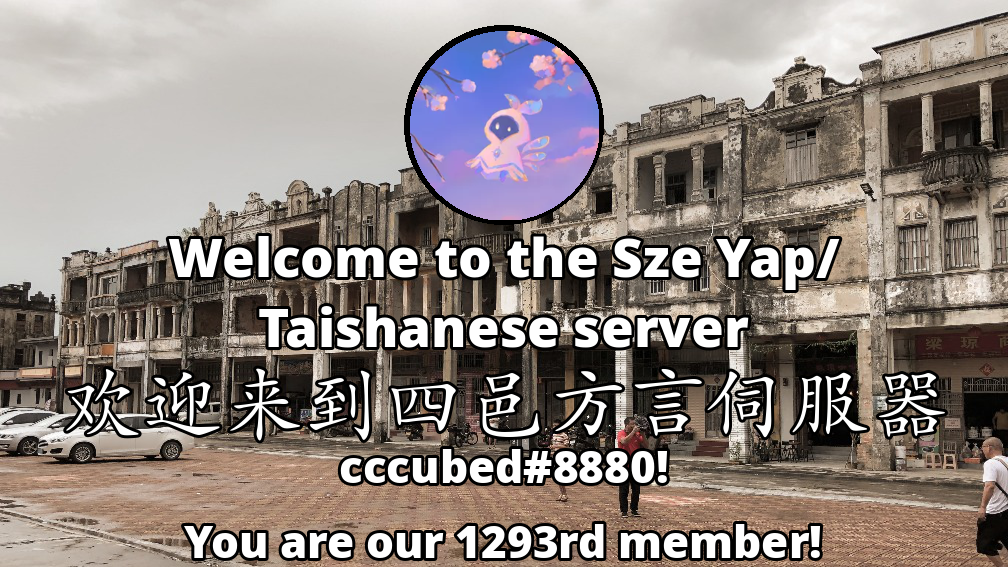 Welcome to the Sze Yap/
Taishanese server
欢迎来到四邑方言伺服器
cccubed#8880!
You are our 1293rd member!